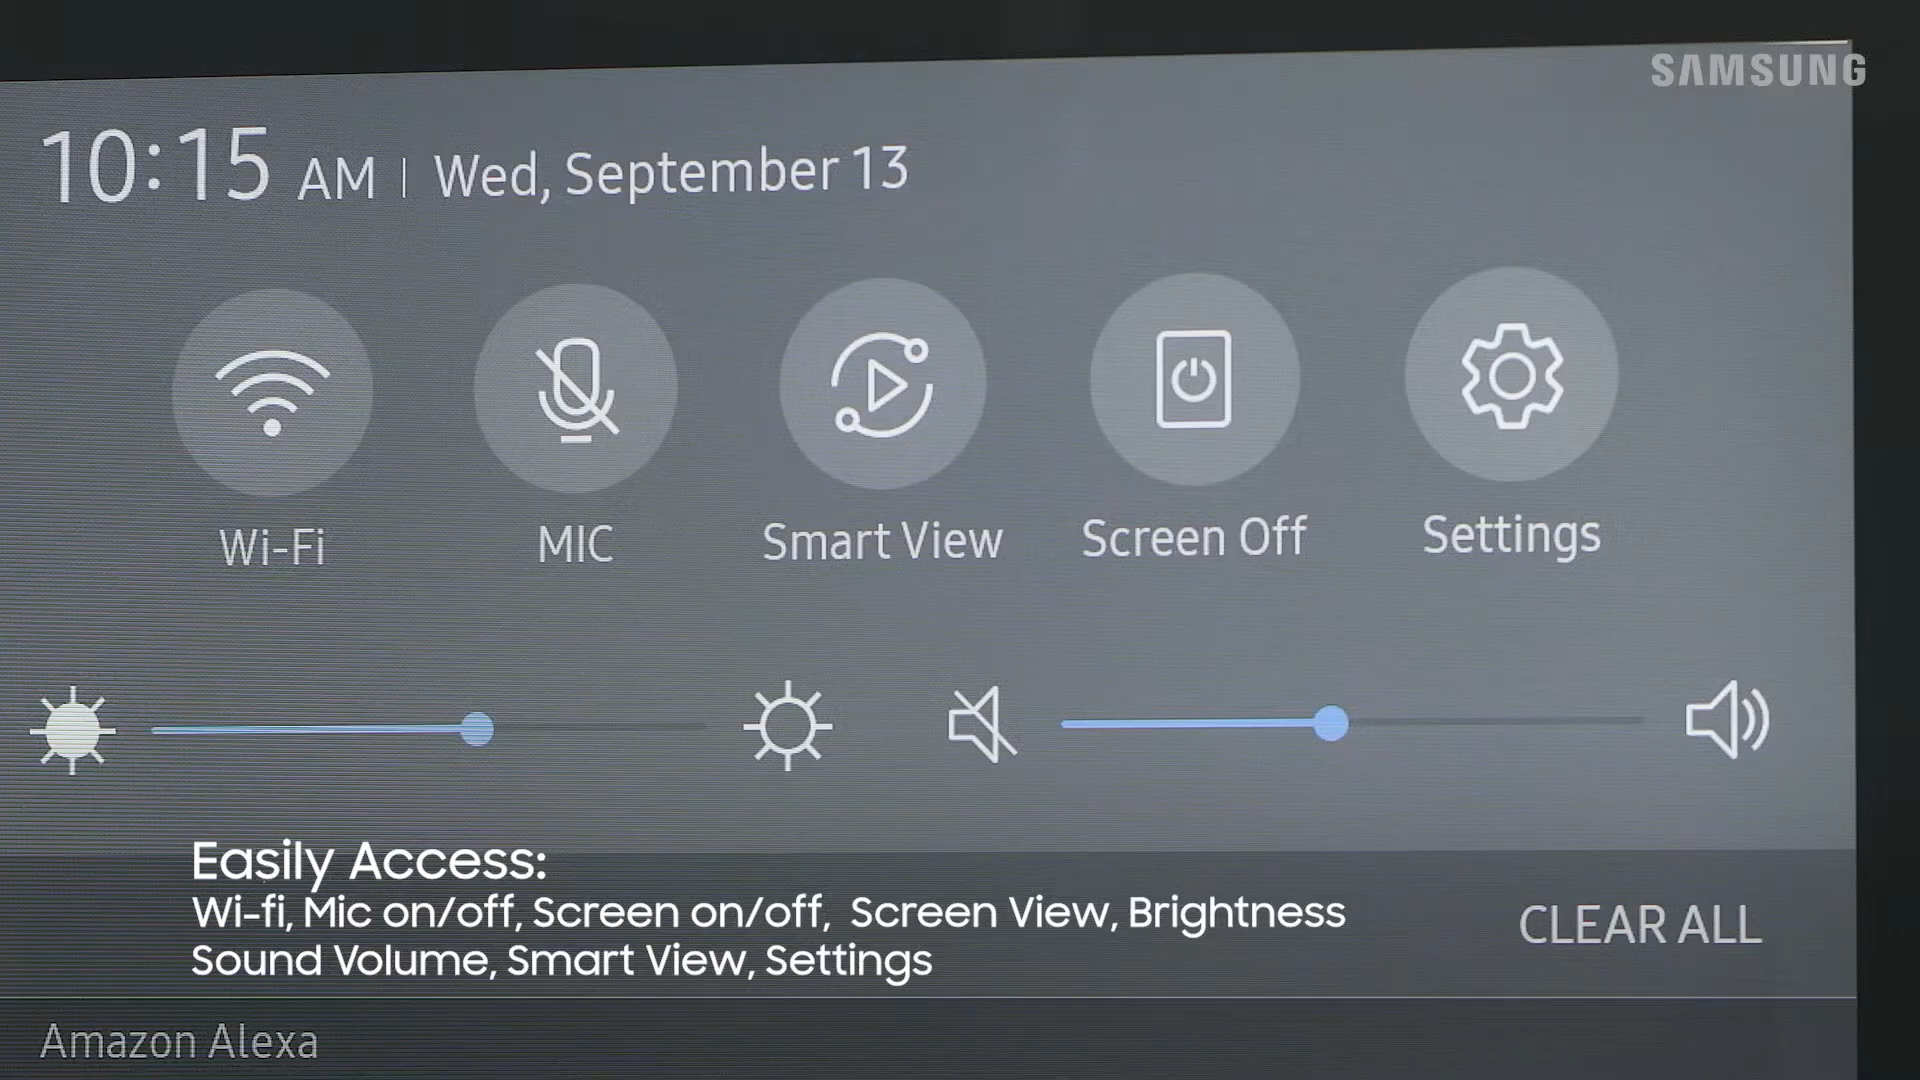 SAMSUNG
10:15 AM | Wed, September 13
Wi-Fi
MIC
Smart View
Screen Off
Settings
Easily Access:
Wi-fi, Mic on/off, Screen on/off, Screen View, Brightness
Sound Volume, Smart View, Settings
CLEAR ALL
Amazon Alexa